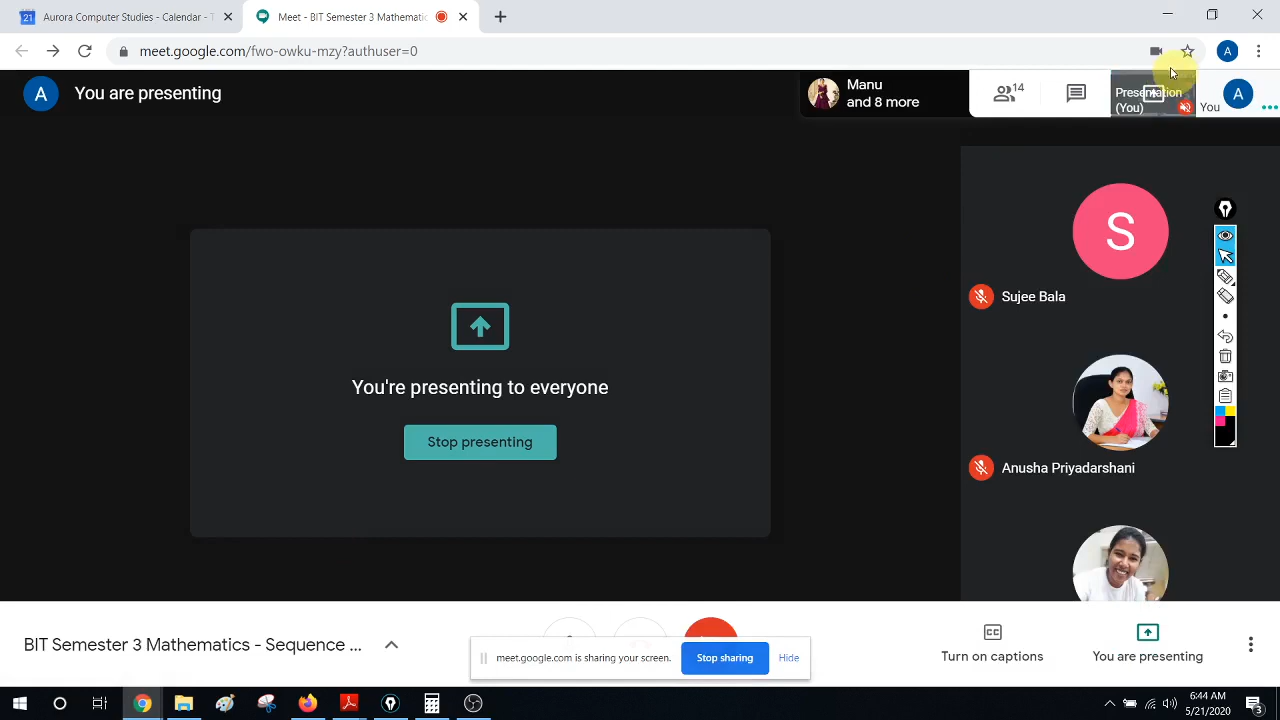 21
Aurora Computer Studies - Calendar - T
Meet - BIT Semester 3 Mathematic
meet.google.com/fwo-owku-mzy?authuser=0
A
A
You are presenting
Manu
and 8 more
14
Presentation
(You)
You
A
S
Sujee Bala
You're presenting to everyone
Stop presenting
Anusha Priyadarshani
BIT Semester 3 Mathematics - Sequence ...
meet.google.com is sharing your screen.
Stop sharing
Hide
CC
Turn on captions
You are presenting
6:44 AM
5/21/2020
3